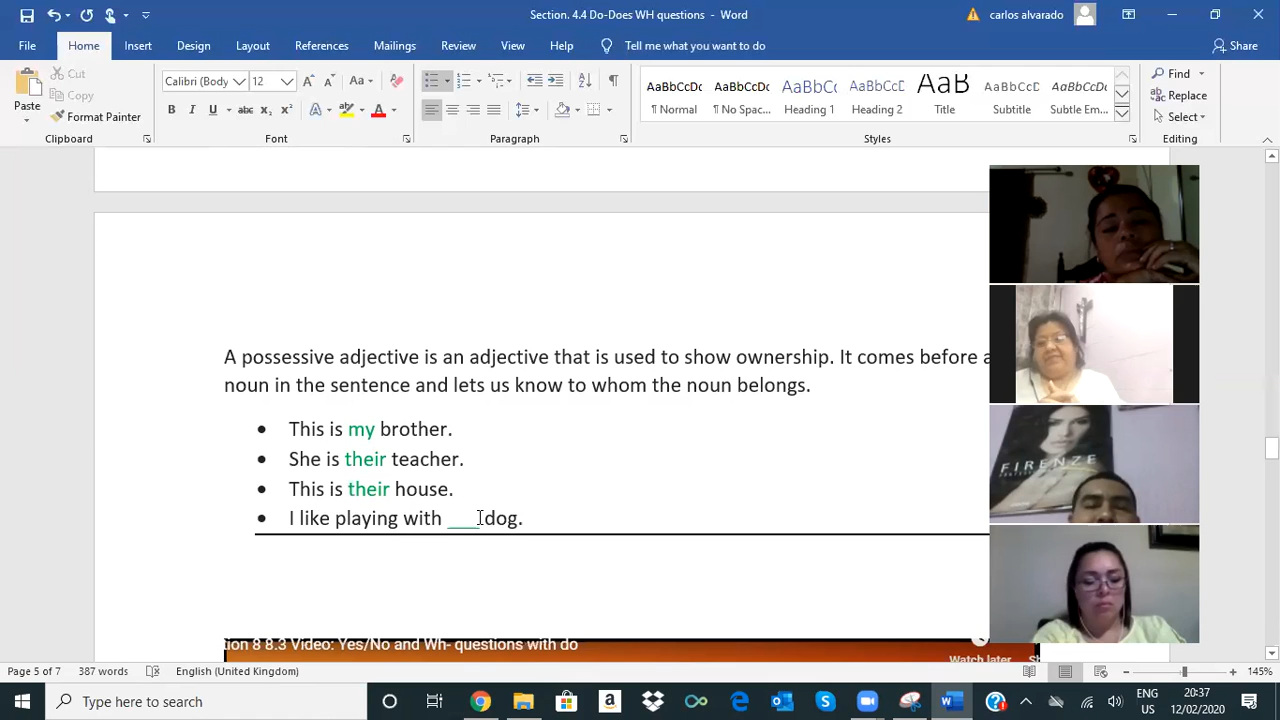 Section. 4.4 Do-Does WH questions - Word
carlos alvarado
File Home Insert Design Layout References Mailings Review View Help Tell me what you want to do Share
Paste
Cut
Copy
Format Painter
Clipboard
Calibri (Body 12
Aa
B I U abc x₂ x² A A
Font
Paragraph
AaBbCcDc AaBbCcDc AaBbCc AaBbCcC AaB AaBbCcD AaBbCcDc
¶ Normal ¶ No Spac... Heading 1 Heading 2 Title Subtitle Subtle Em...
Styles
Find
Replace
Select
Editing
A possessive adjective is an adjective that is used to show ownership. It comes before a
noun in the sentence and lets us know to whom the noun belongs.
• This is my brother.
• She is their teacher.
• This is their house.
• I like playing with ___ dog.
FIRENZE
tion 8 8.3 Video: Yes/No and Wh- questions with do
Watch later
Sh
Page 5 of 7 387 words English (United Kingdom) 145%
Type here to search
ENG
US
20:37
12/02/2020